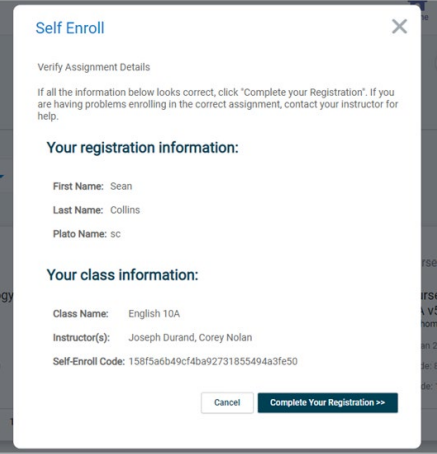 Self Enroll
Verify Assignment Details
If all the information below looks correct, click "Complete your Registration". If you
are having problems enrolling in the correct assignment, contact your instructor for
help.
Your registration information:
First Name: Sean
Last Name: Collins
Plato Name: sc
Your class information:
Class Name: English 10A
Instructor(s): Joseph Durand, Corey Nolan
Self-Enroll Code: 158f5a6b49cf4ba92731855494a3fe50
Cancel
Complete Your Registration >>